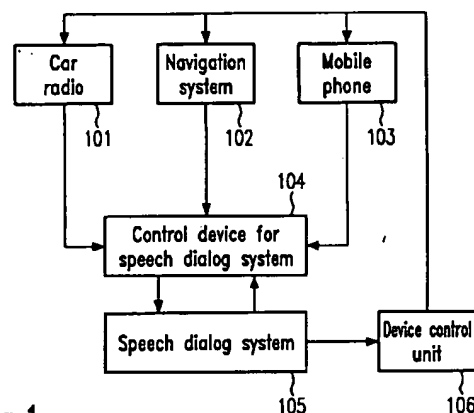 Car
radio
101
Navigation
system
102
Mobile
phone
103
104
Control device for
speech dialog system
Speech dialog system
105
Device control
unit
106